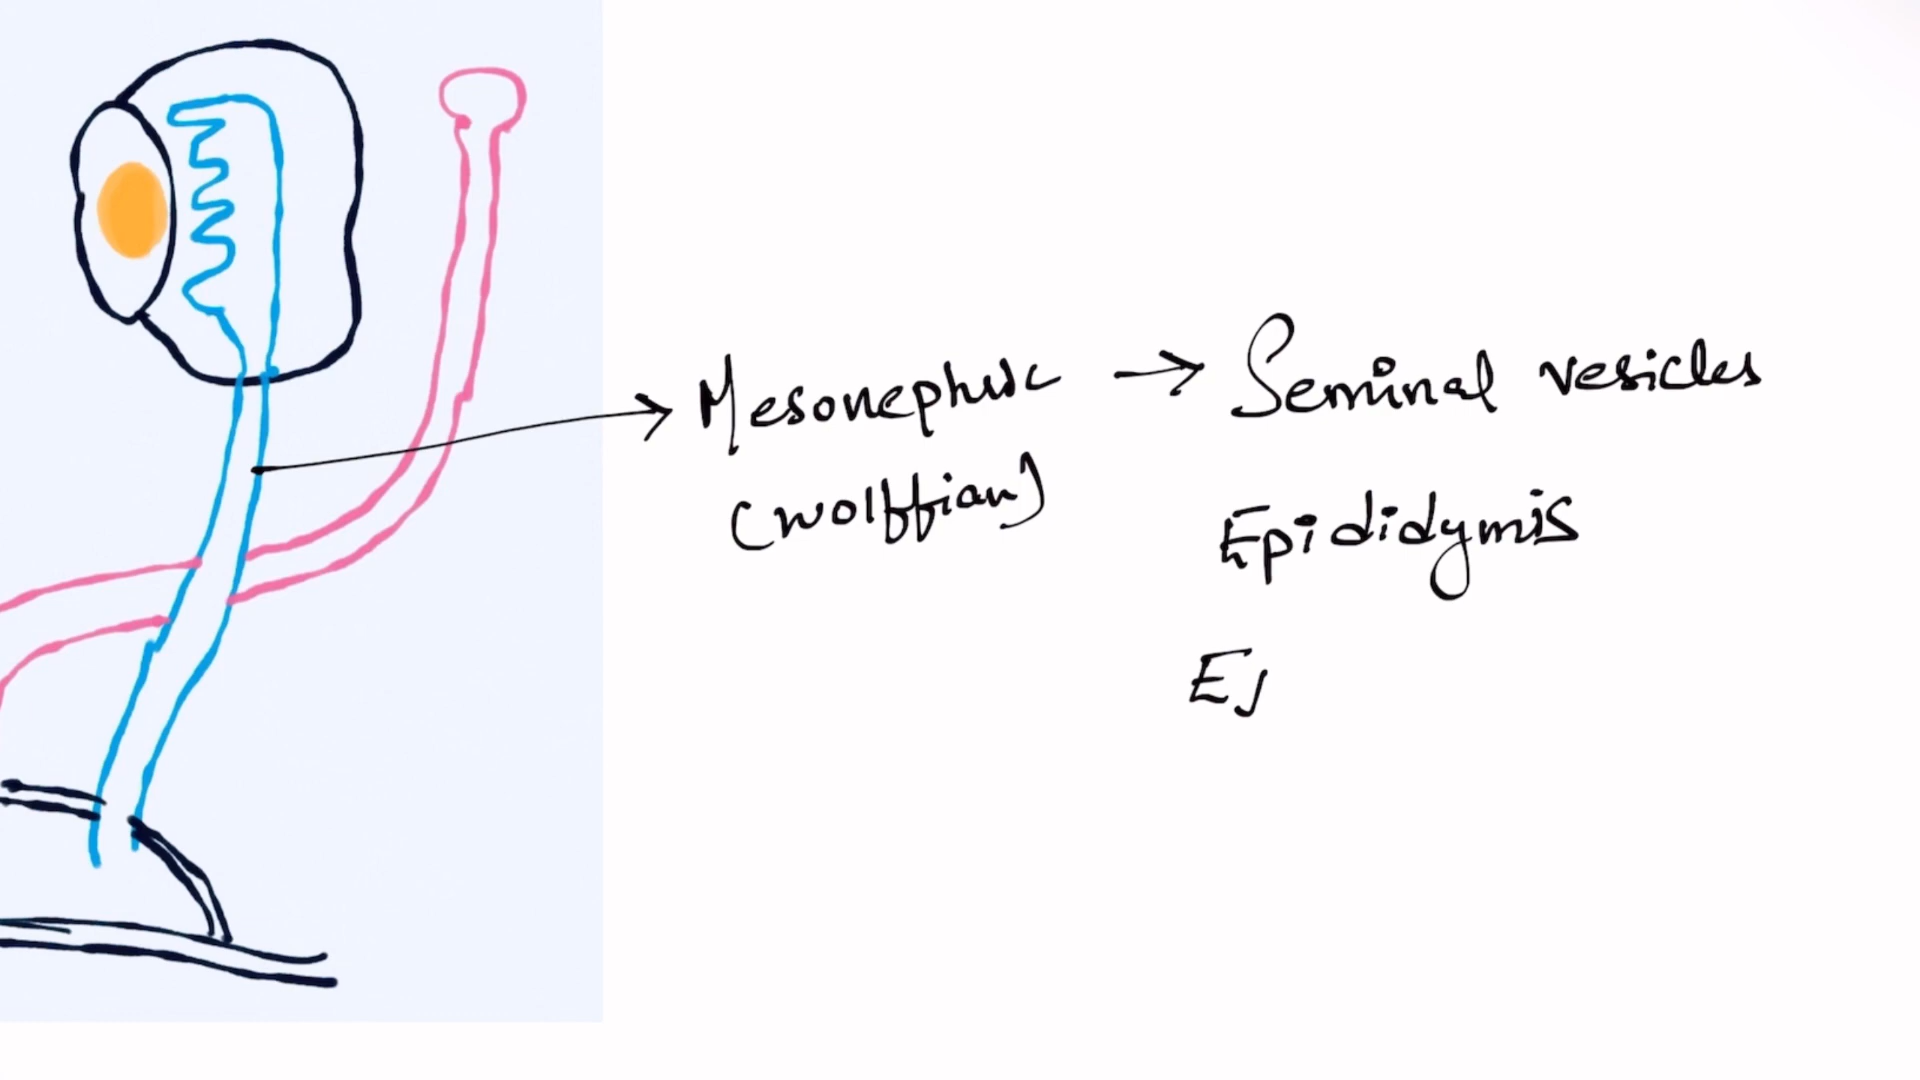 Mesonephric → Seminal vesicles
(Wolffian)
Epididymis
Ej